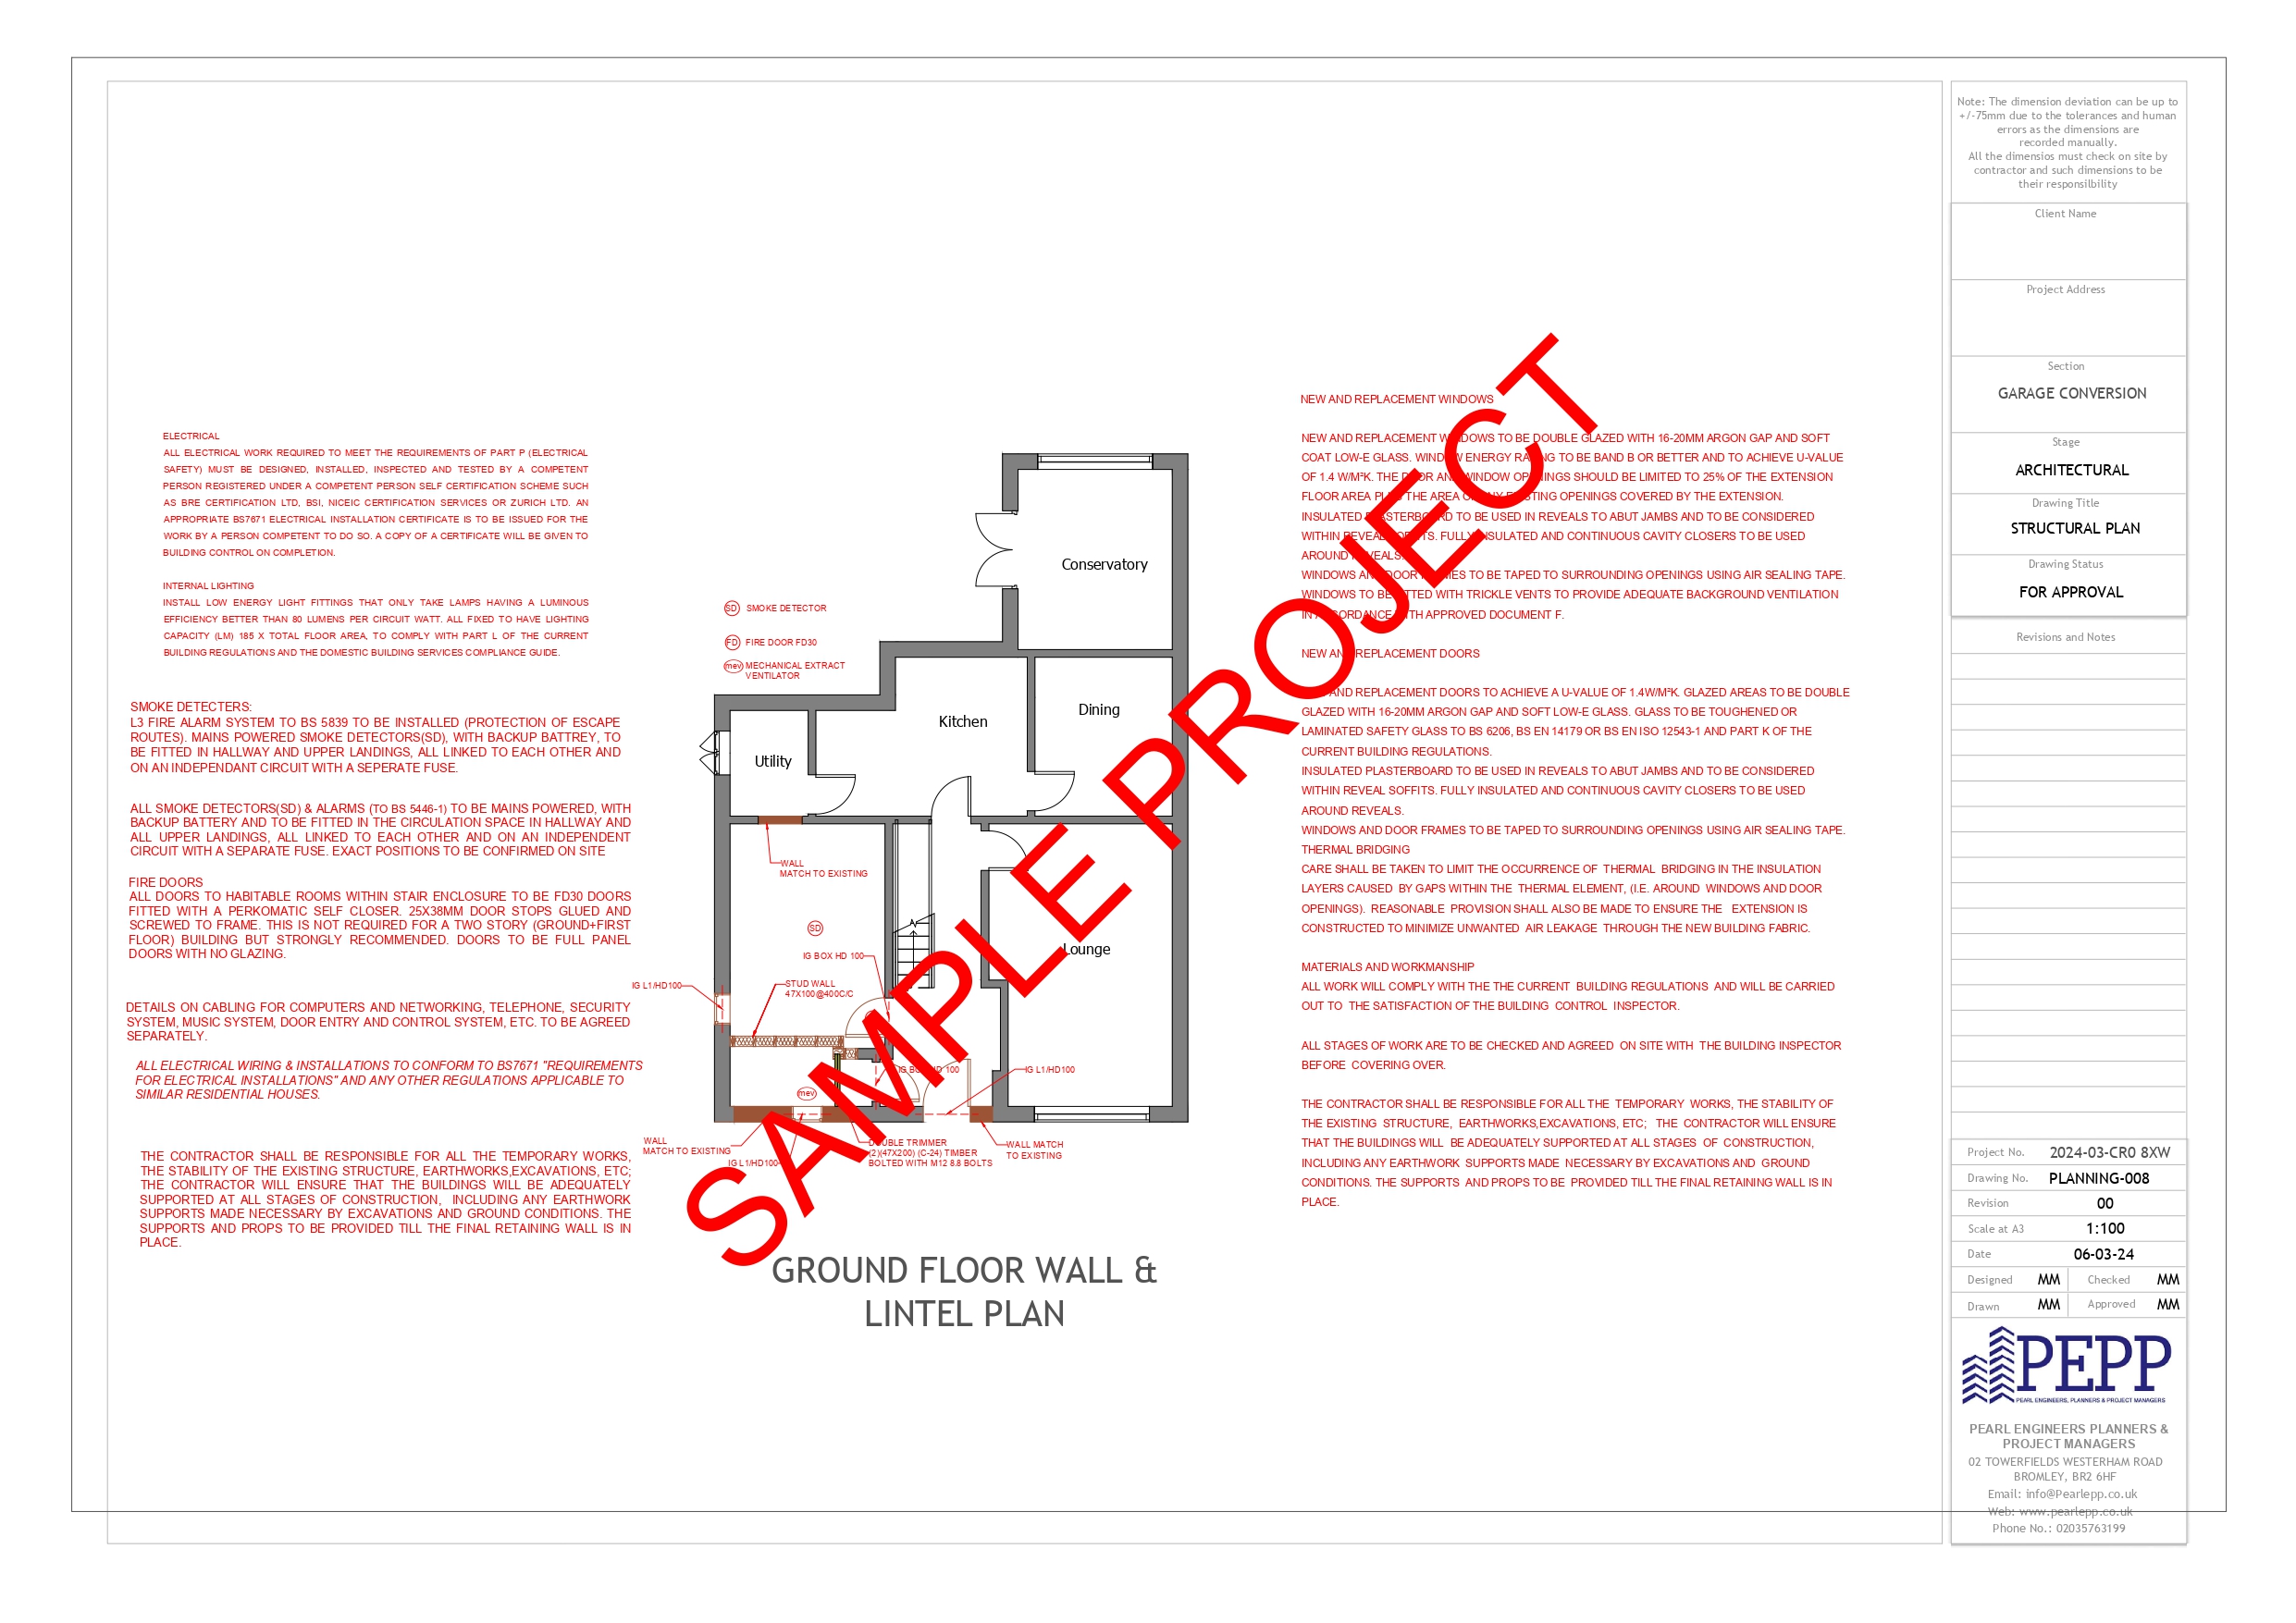 ELECTRICAL
ALL ELECTRICAL WORK REQUIRED TO MEET THE REQUIREMENTS OF PART P (ELECTRICAL
SAFETY) MUST BE DESIGNED, INSTALLED, INSPECTED AND TESTED BY A COMPETENT
PERSON REGISTERED UNDER A COMPETENT PERSON SELF CERTIFICATION SCHEME SUCH
AS BRE CERTIFICATION LTD, BSI, NICEIC CERTIFICATION SERVICES OR ZURICH LTD. AN
APPROPRIATE BS7671 ELECTRICAL INSTALLATION CERTIFICATE IS TO BE ISSUED FOR THE
WORK BY A PERSON COMPETENT TO DO SO. A COPY OF A CERTIFICATE WILL BE GIVEN TO
BUILDING CONTROL ON COMPLETION.
INTERNAL LIGHTING
INSTALL LOW ENERGY LIGHT FITTINGS THAT ONLY TAKE LAMPS HAVING A LUMINOUS
EFFICIENCY BETTER THAN 80 LUMENS PER CIRCUIT WATT. ALL FIXED TO HAVE LIGHTING
CAPACITY (LM) 185 X TOTAL FLOOR AREA, TO COMPLY WITH PART L OF THE CURRENT
BUILDING REGULATIONS AND THE DOMESTIC BUILDING SERVICES COMPLIANCE GUIDE.
SMOKE DETECTERS:
L3 FIRE ALARM SYSTEM TO BS 5839 TO BE INSTALLED (PROTECTION OF ESCAPE
ROUTES). MAINS POWERED SMOKE DETECTORS(SD), WITH BACKUP BATTREY, TO
BE FITTED IN HALLWAY AND UPPER LANDINGS, ALL LINKED TO EACH OTHER AND
ON AN INDEPENDANT CIRCUIT WITH A SEPERATE FUSE.
ALL SMOKE DETECTORS(SD) & ALARMS (TO BS 5446-1) TO BE MAINS POWERED, WITH
BACKUP BATTERY AND TO BE FITTED IN THE CIRCULATION SPACE IN HALLWAY AND
ALL UPPER LANDINGS, ALL LINKED TO EACH OTHER AND ON AN INDEPENDENT
CIRCUIT WITH A SEPARATE FUSE. EXACT POSITIONS TO BE CONFIRMED ON SITE
FIRE DOORS
ALL DOORS TO HABITABLE ROOMS WITHIN STAIR ENCLOSURE TO BE FD30 DOORS
FITTED WITH A PERKOMATIC SELF CLOSER. 25X38MM DOOR STOPS GLUED AND
SCREWED TO FRAME. THIS IS NOT REQUIRED FOR A TWO STORY (GROUND+FIRST
FLOOR) BUILDING BUT STRONGLY RECOMMENDED. DOORS TO BE FULL PANEL
DOORS WITH NO GLAZING.
DETAILS ON CABLING FOR COMPUTERS AND NETWORKING, TELEPHONE, SECURITY
SYSTEM, MUSIC SYSTEM, DOOR ENTRY AND CONTROL SYSTEM, ETC. TO BE AGREED
SEPARATELY.
ALL ELECTRICAL WIRING & INSTALLATIONS TO CONFORM TO BS7671 "REQUIREMENTS
FOR ELECTRICAL INSTALLATIONS" AND ANY OTHER REGULATIONS APPLICABLE TO
SIMILAR RESIDENTIAL HOUSES.
THE CONTRACTOR SHALL BE RESPONSIBLE FOR ALL THE TEMPORARY WORKS,
THE STABILITY OF THE EXISTING STRUCTURE, EARTHWORKS,EXCAVATIONS, ETC;
THE CONTRACTOR WILL ENSURE THAT THE BUILDINGS WILL BE ADEQUATELY
SUPPORTED AT ALL STAGES OF CONSTRUCTION, INCLUDING ANY EARTHWORK
SUPPORTS MADE NECESSARY BY EXCAVATIONS AND GROUND CONDITIONS. THE
SUPPORTS AND PROPS TO BE PROVIDED TILL THE FINAL RETAINING WALL IS IN
PLACE.
SD SMOKE DETECTOR
FD FIRE DOOR FD30
mev MECHANICAL EXTRACT
VENTILATOR
Conservatory
Kitchen
Dining
Utility
WALL
MATCH TO EXISTING
SD
Lounge
IG BOX HD 100
IG L1/HD100
STUD WALL
47X100@400C/C
IG BOX HD 100
IG L1/HD100
mev
WALL
MATCH TO EXISTING
IG L1/HD100
DOUBLE TRIMMER
(2)(47X200) (C-24) TIMBER
BOLTED WITH M12 8.8 BOLTS
WALL MATCH
TO EXISTING
SAMPLE PROJECT
GROUND FLOOR WALL &
LINTEL PLAN
NEW AND REPLACEMENT WINDOWS
NEW AND REPLACEMENT WINDOWS TO BE DOUBLE GLAZED WITH 16-20MM ARGON GAP AND SOFT
COAT LOW-E GLASS. WINDOW ENERGY RATING TO BE BAND B OR BETTER AND TO ACHIEVE U-VALUE
OF 1.4 W/M²K. THE DOOR AND WINDOW OPENINGS SHOULD BE LIMITED TO 25% OF THE EXTENSION
FLOOR AREA PLUS THE AREA OF ANY EXISTING OPENINGS COVERED BY THE EXTENSION.
INSULATED PLASTERBOARD TO BE USED IN REVEALS TO ABUT JAMBS AND TO BE CONSIDERED
WITHIN REVEAL SOFFITS. FULLY INSULATED AND CONTINUOUS CAVITY CLOSERS TO BE USED
AROUND REVEALS.
WINDOWS AND DOOR FRAMES TO BE TAPED TO SURROUNDING OPENINGS USING AIR SEALING TAPE.
WINDOWS TO BE FITTED WITH TRICKLE VENTS TO PROVIDE ADEQUATE BACKGROUND VENTILATION
IN ACCORDANCE WITH APPROVED DOCUMENT F.
NEW AND REPLACEMENT DOORS
NEW AND REPLACEMENT DOORS TO ACHIEVE A U-VALUE OF 1.4W/M²K. GLAZED AREAS TO BE DOUBLE
GLAZED WITH 16-20MM ARGON GAP AND SOFT LOW-E GLASS. GLASS TO BE TOUGHENED OR
LAMINATED SAFETY GLASS TO BS 6206, BS EN 14179 OR BS EN ISO 12543-1 AND PART K OF THE
CURRENT BUILDING REGULATIONS.
INSULATED PLASTERBOARD TO BE USED IN REVEALS TO ABUT JAMBS AND TO BE CONSIDERED
WITHIN REVEAL SOFFITS. FULLY INSULATED AND CONTINUOUS CAVITY CLOSERS TO BE USED
AROUND REVEALS.
WINDOWS AND DOOR FRAMES TO BE TAPED TO SURROUNDING OPENINGS USING AIR SEALING TAPE.
THERMAL BRIDGING
CARE SHALL BE TAKEN TO LIMIT THE OCCURRENCE OF THERMAL BRIDGING IN THE INSULATION
LAYERS CAUSED BY GAPS WITHIN THE THERMAL ELEMENT, (I.E. AROUND WINDOWS AND DOOR
OPENINGS). REASONABLE PROVISION SHALL ALSO BE MADE TO ENSURE THE EXTENSION IS
CONSTRUCTED TO MINIMIZE UNWANTED AIR LEAKAGE THROUGH THE NEW BUILDING FABRIC.
MATERIALS AND WORKMANSHIP
ALL WORK WILL COMPLY WITH THE THE CURRENT BUILDING REGULATIONS AND WILL BE CARRIED
OUT TO THE SATISFACTION OF THE BUILDING CONTROL INSPECTOR.
ALL STAGES OF WORK ARE TO BE CHECKED AND AGREED ON SITE WITH THE BUILDING INSPECTOR
BEFORE COVERING OVER.
THE CONTRACTOR SHALL BE RESPONSIBLE FOR ALL THE TEMPORARY WORKS, THE STABILITY OF
THE EXISTING STRUCTURE, EARTHWORKS,EXCAVATIONS, ETC; THE CONTRACTOR WILL ENSURE
THAT THE BUILDINGS WILL BE ADEQUATELY SUPPORTED AT ALL STAGES OF CONSTRUCTION,
INCLUDING ANY EARTHWORK SUPPORTS MADE NECESSARY BY EXCAVATIONS AND GROUND
CONDITIONS. THE SUPPORTS AND PROPS TO BE PROVIDED TILL THE FINAL RETAINING WALL IS IN
PLACE.
Note: The dimension deviation can be up to
+/-75mm due to the tolerances and human
errors as the dimensions are
recorded manually.
All the dimensios must check on site by
contractor and such dimensions to be
their responsilbility
Client Name
Project Address
Section
GARAGE CONVERSION
Stage
ARCHITECTURAL
Drawing Title
STRUCTURAL PLAN
Drawing Status
FOR APPROVAL
Revisions and Notes
Project No. 2024-03-CR0 8XW
Drawing No. PLANNING-008
Revision 00
Scale at A3 1:100
Date 06-03-24
Designed MM Checked MM
Drawn MM Approved MM
PEPP
PEARL ENGINEERS, PLANNERS & PROJECT MANAGERS
PEARL ENGINEERS PLANNERS &
PROJECT MANAGERS
02 TOWERFIELDS WESTERHAM ROAD
BROMLEY, BR2 6HF
Email: info@Pearlepp.co.uk
Web: www.pearlepp.co.uk
Phone No.: 02035763199